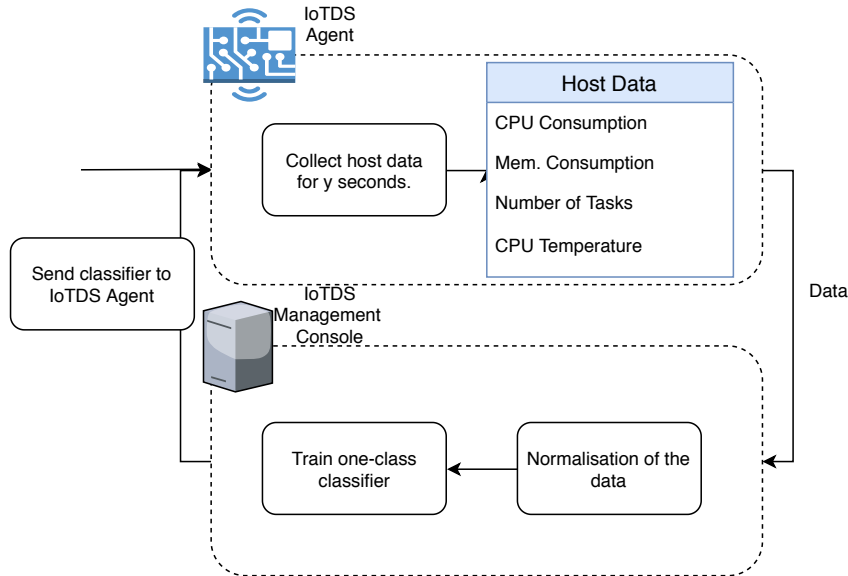 IoTDS
Agent
Host Data
CPU Consumption
Mem. Consumption
Number of Tasks
CPU Temperature
Collect host data
for y seconds.
Send classifier to
IoTDS Agent
Data
IoTDS
Management
Console
Train one-class
classifier
Normalisation of the
data